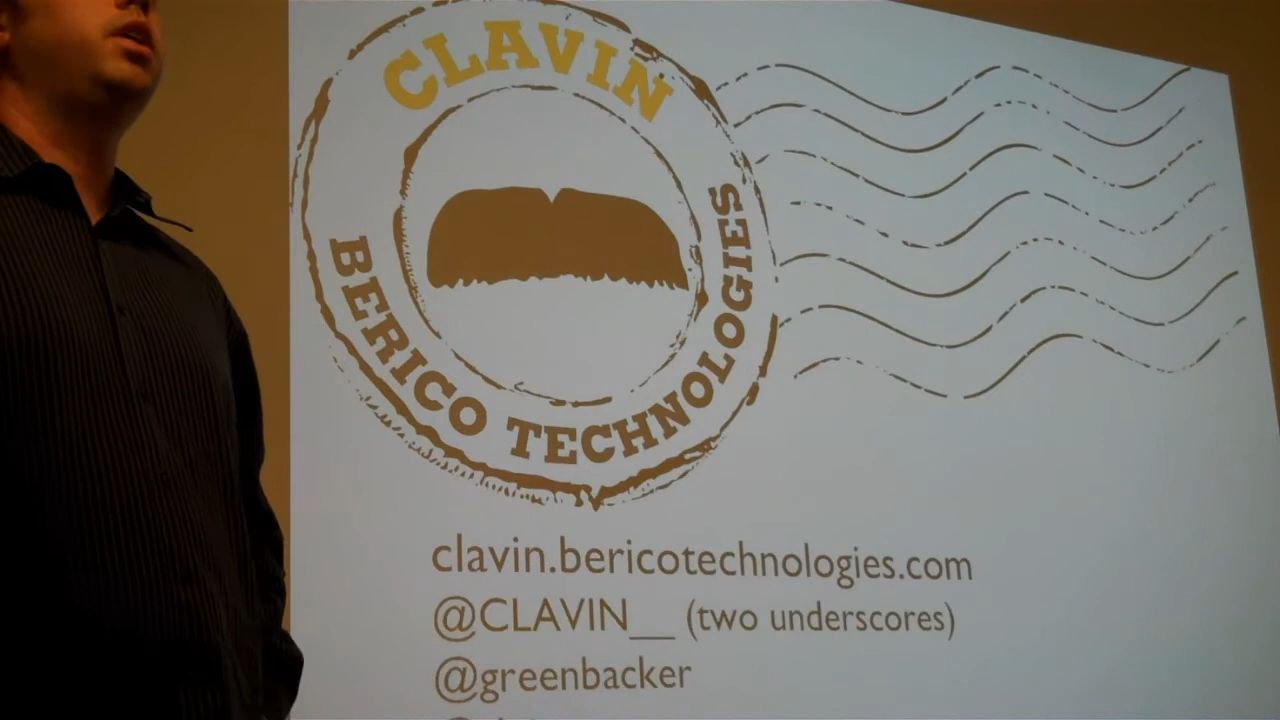 CLAVIN
BERICO TECHNOLOGIES
clavin.bericotechnologies.com
@CLAVIN__ (two underscores)
@greenbacker